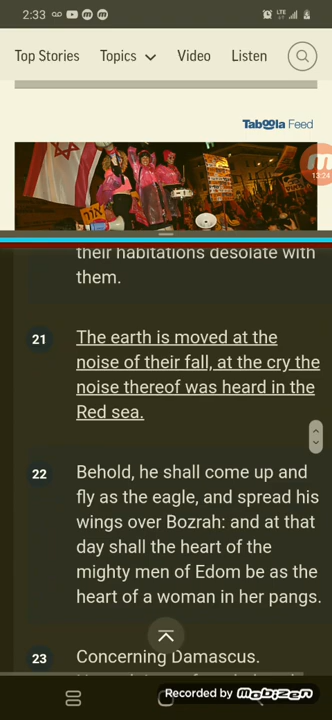 2:33
LTE
Top Stories Topics Video Listen
Taboola Feed
13:24
their habitations desolate with
them.
21 The earth is moved at the
noise of their fall, at the cry the
noise thereof was heard in the
Red sea.
22 Behold, he shall come up and
fly as the eagle, and spread his
wings over Bozrah: and at that
day shall the heart of the
mighty men of Edom be as the
heart of a woman in her pangs.
23 Concerning Damascus.
Recorded by mobizen